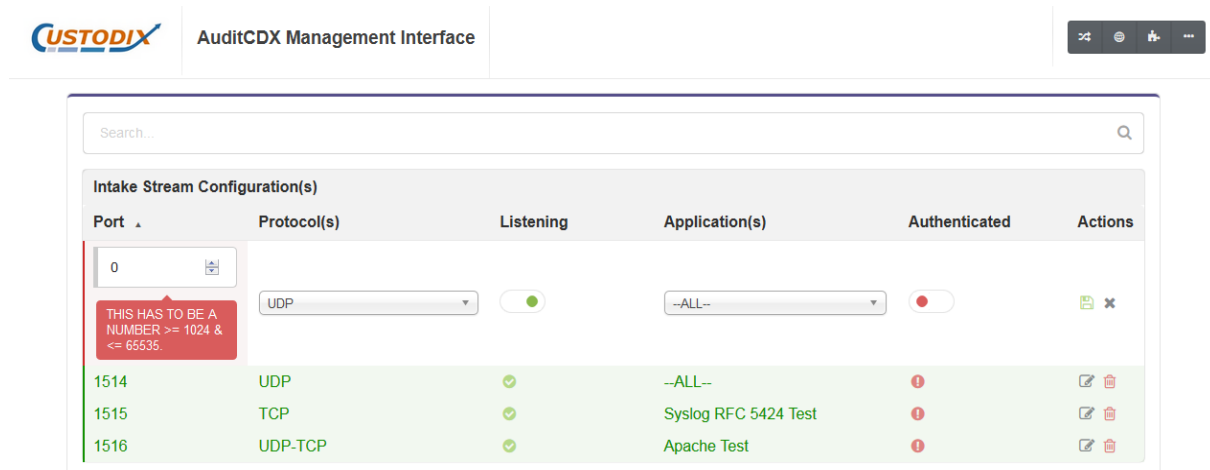 CUSTODIX
AuditCDX Management Interface
Search...
Intake Stream Configuration(s)
Port Protocol(s) Listening Application(s) Authenticated Actions
0
UDP --ALL--
THIS HAS TO BE A
NUMBER >= 1024 &
<= 65535.
1514 UDP --ALL--
1515 TCP Syslog RFC 5424 Test
1516 UDP-TCP Apache Test